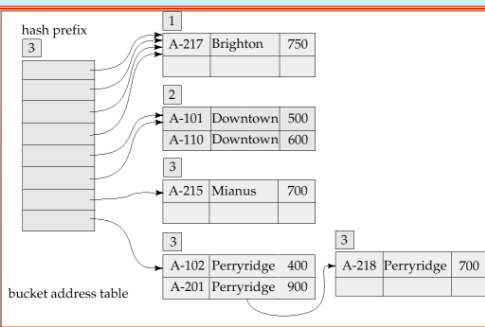 hash prefix
3
1
A-217 Brighton 750
2
A-101 Downtown 500
A-110 Downtown 600
3
A-215 Mianus 700
3
A-102 Perryridge 400
A-201 Perryridge 900
3
A-218 Perryridge 700
bucket address table